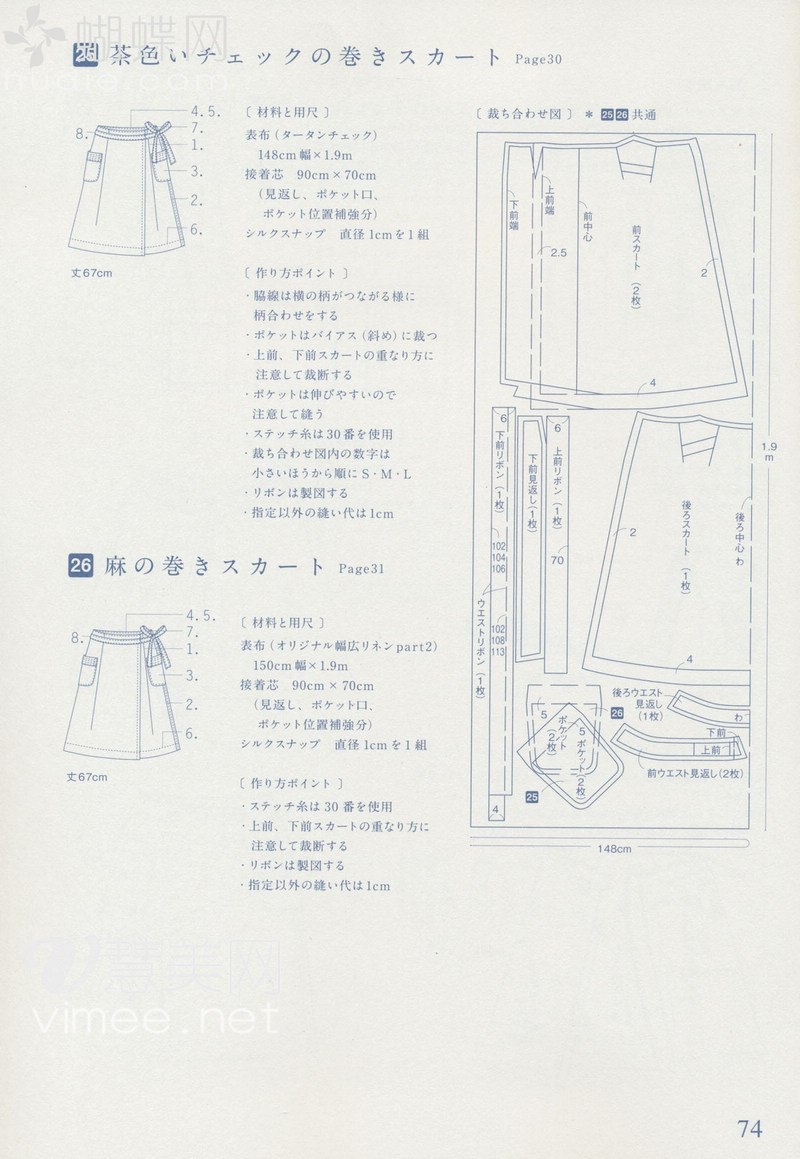 蝴蝶网
25 茶色いチェックの巻きスカート Page30
4.5.
7.
8.
1.
3.
2.
6.
丈67cm
〔 材料と用尺 〕
表布（タータンチェック）
148cm幅×1.9m
接着芯 90cm×70cm
（見返し、ポケット口、
ポケット位置補強分）
シルクスナップ 直径1cmを1組
〔 作り方ポイント 〕
・脇線は横の柄がつながる様に
柄合わせをする
・ポケットはバイアス（斜め）に裁つ
・上前、下前スカートの重なり方に
注意して裁断する
・ポケットは伸びやすいので
注意して縫う
・ステッチ糸は30番を使用
・裁ち合わせ図内の数字は
小さいほうから順にS・M・L
・リボンは製図する
・指定以外の縫い代は1cm
26 麻の巻きスカート Page31
4.5.
7.
8.
1.
3.
2.
6.
丈67cm
〔 材料と用尺 〕
表布（オリジナル幅広リネンpart2）
150cm幅×1.9m
接着芯 90cm×70cm
（見返し、ポケット口、
ポケット位置補強分）
シルクスナップ 直径1cmを1組
〔 作り方ポイント 〕
・ステッチ糸は30番を使用
・上前、下前スカートの重なり方に
注意して裁断する
・リボンは製図する
・指定以外の縫い代は1cm
〔 裁ち合わせ図 〕 ＊ 25 26 共通
下前端
上前端
2.5
前中心
前スカート（2枚）
2
4
6
下前リボン（1枚）
102
104
106
ウエストリボン（1枚）
102
108
113
4
下前見返し（1枚）
6
上前リボン（1枚）
70
2
後ろスカート（1枚）
後ろ中心 わ
4
1.9
m
後ろウエスト
見返し
（1枚）
わ
26
下前
上前
前ウエスト見返し（2枚）
5
ポケット（2枚）
5
ポケット（2枚）
25
148cm
慧美网
vimee.net
74